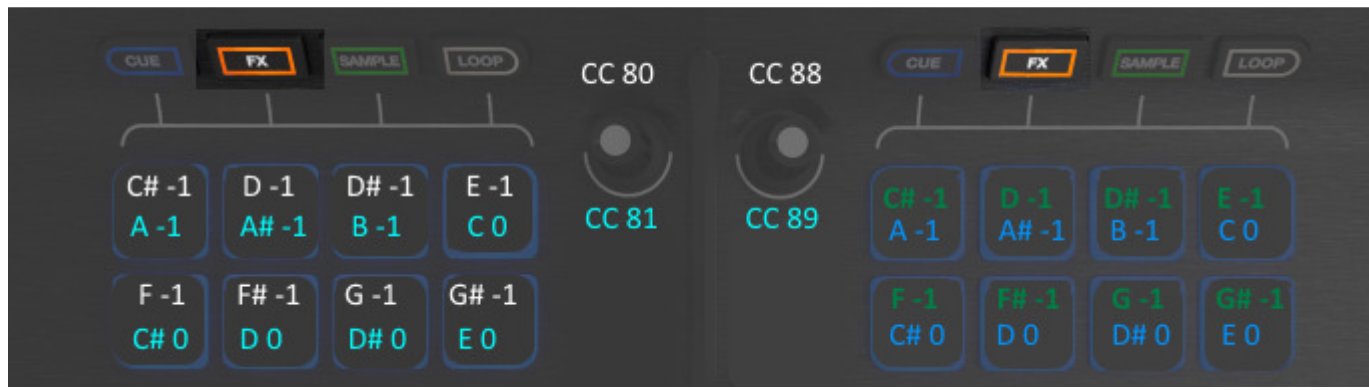 CUE FX SAMPLE LOOP
CC 80 CC 88
CUE FX SAMPLE LOOP
C# -1 D -1 D# -1 E -1
A -1 A# -1 B -1 C 0
CC 81 CC 89
C# -1 D -1 D# -1 E -1
A -1 A# -1 B -1 C 0
F -1 F# -1 G -1 G# -1
C# 0 D 0 D# 0 E 0
F -1 F# -1 G -1 G# -1
C# 0 D 0 D# 0 E 0